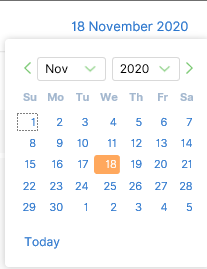 18 November 2020
Nov 2020
Su Mo Tu We Th Fr Sa
1 2 3 4 5 6 7
8 9 10 11 12 13 14
15 16 17 18 19 20 21
22 23 24 25 26 27 28
29 30 1 2 3 4 5
Today